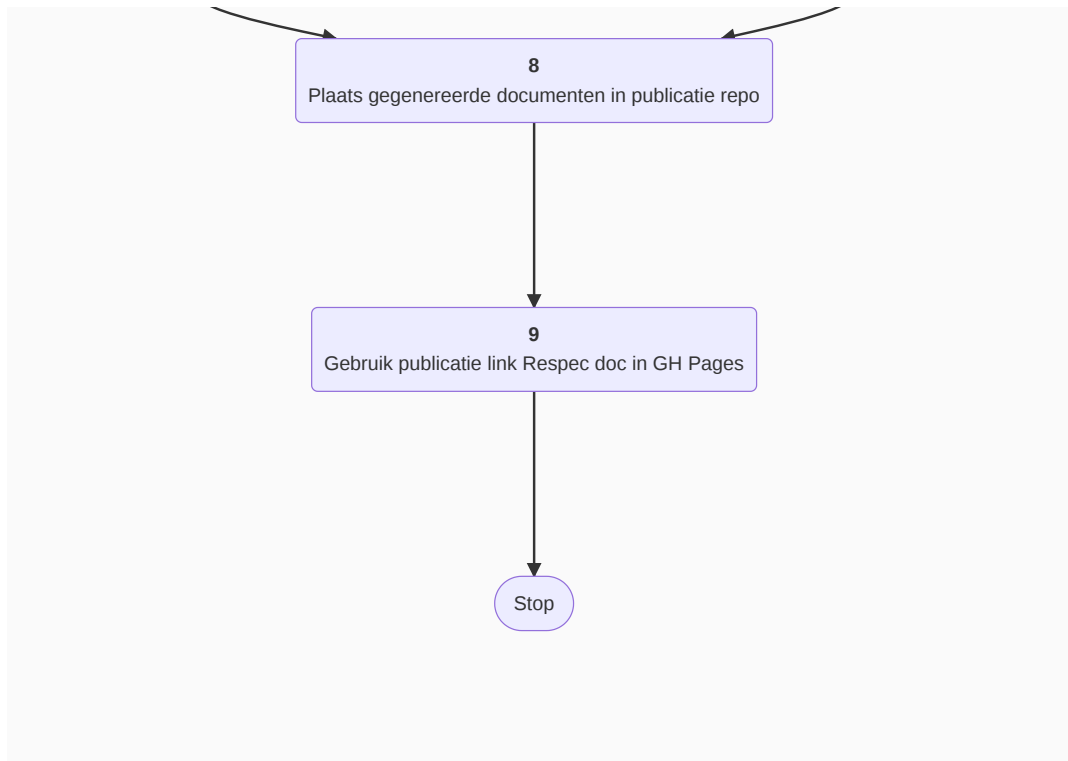 8
Plaats gegenereerde documenten in publicatie repo
9
Gebruik publicatie link Respec doc in GH Pages
Stop